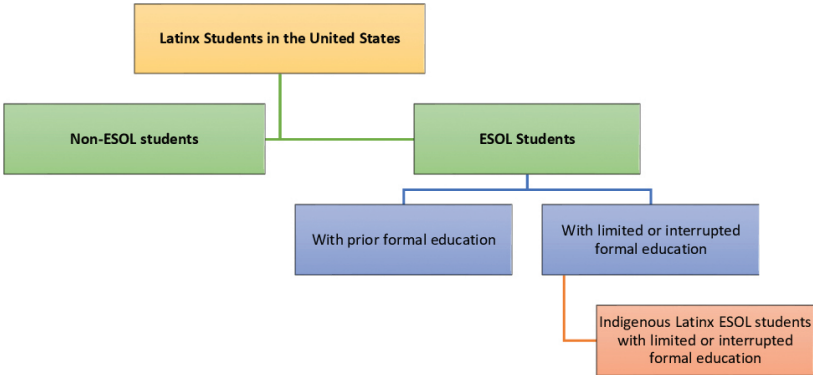 Latinx Students in the United States
Non-ESOL students
ESOL Students
With prior formal education
With limited or interrupted
formal education
Indigenous Latinx ESOL students
with limited or interrupted
formal education